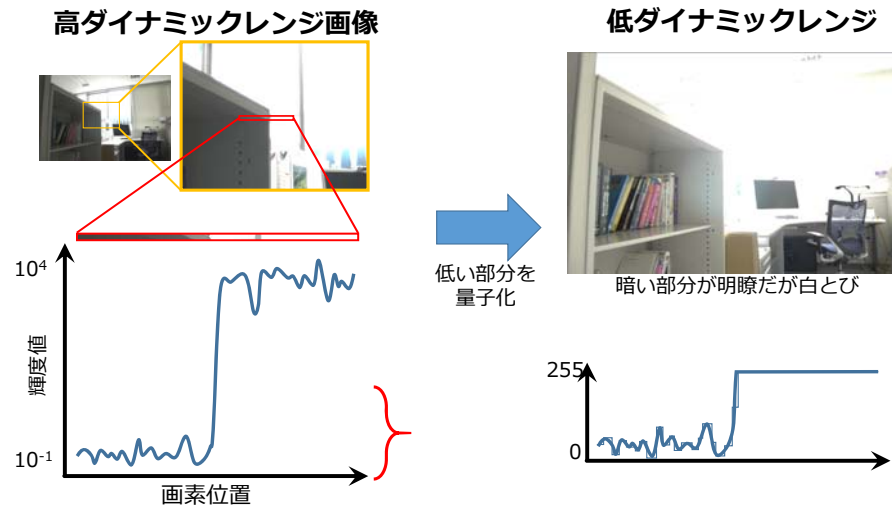 高ダイナミックレンジ画像
低ダイナミックレンジ
低い部分を
量子化
暗い部分が明瞭だが白とび
10⁴
輝度値
10⁻¹
画素位置
255
0